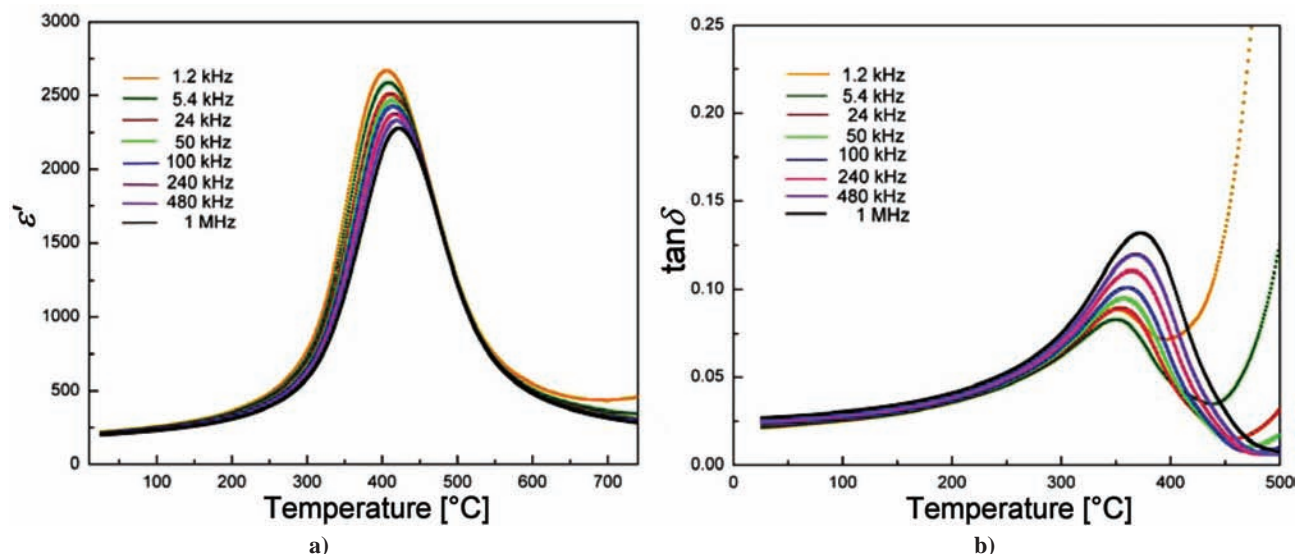 3000
2500
2000
1500
1000
500
0
ε'
1.2 kHz
5.4 kHz
24 kHz
50 kHz
100 kHz
240 kHz
480 kHz
1 MHz
100 200 300 400 500 600 700
Temperature [°C]
a)
0.25
0.20
0.15
0.10
0.05
0.00
tanδ
1.2 kHz
5.4 kHz
24 kHz
50 kHz
100 kHz
240 kHz
480 kHz
1 MHz
0 100 200 300 400 500
Temperature [°C]
b)